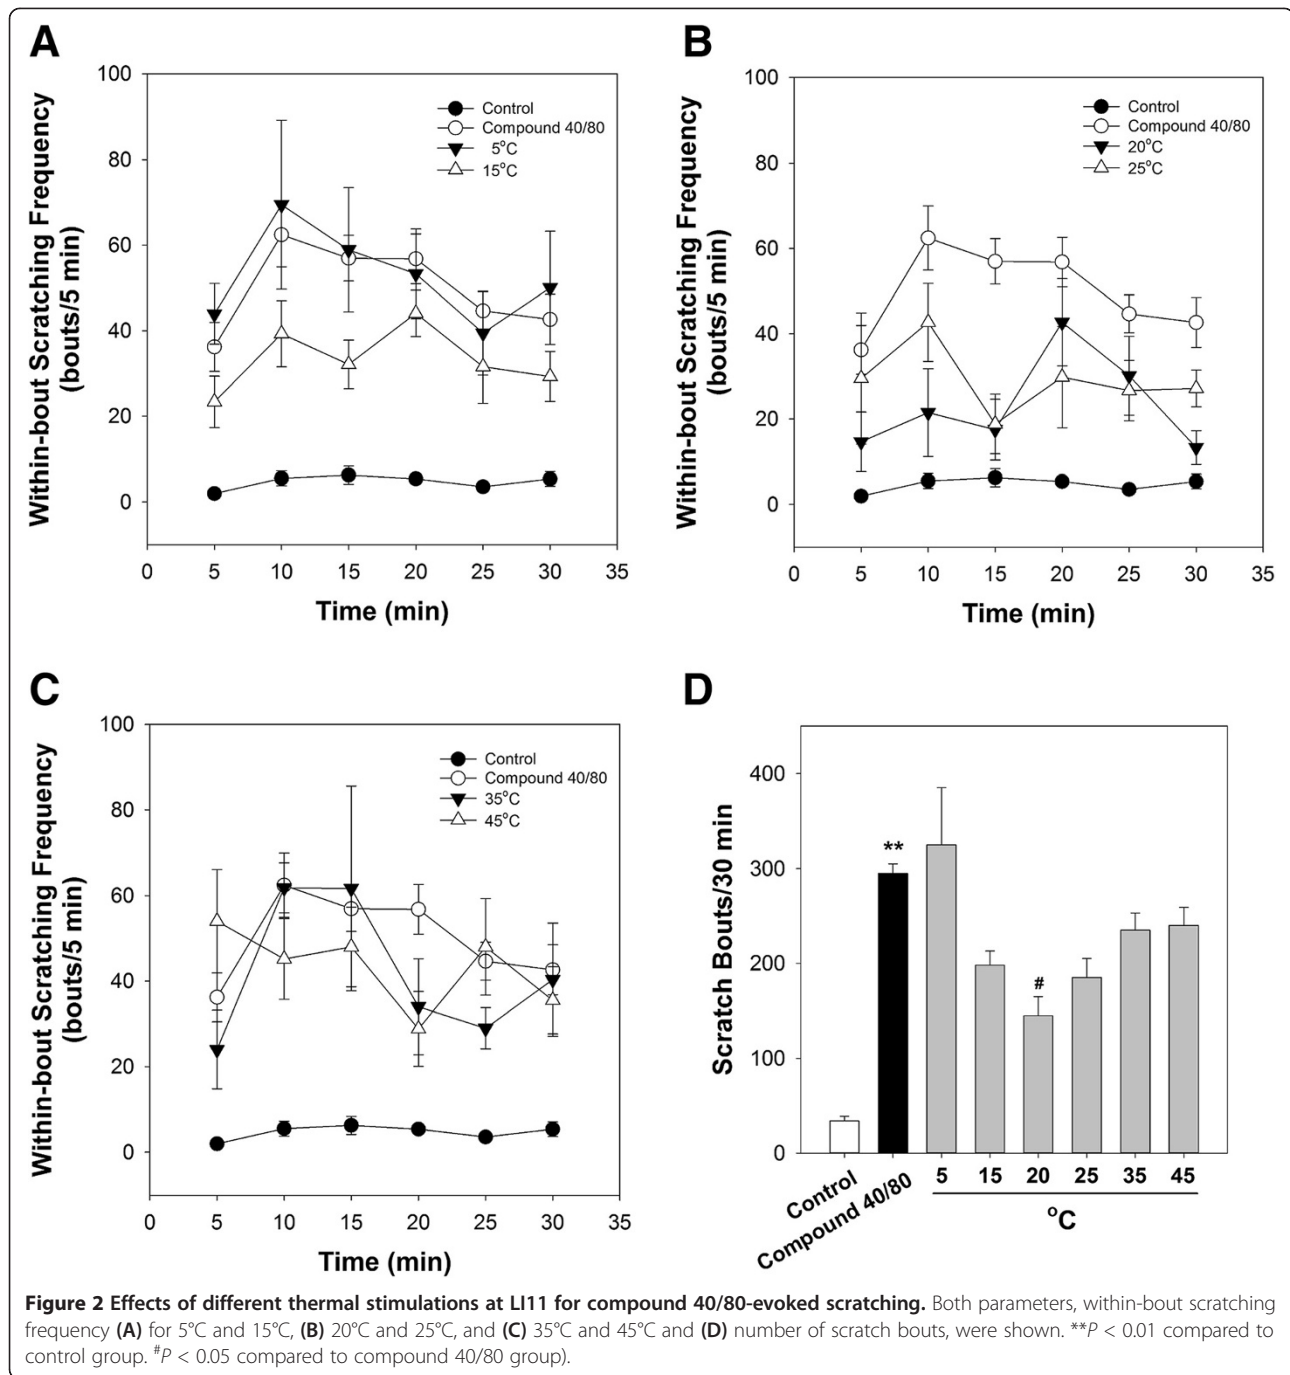 A
Within-bout Scratching Frequency
(bouts/5 min)
100
80
60
40
20
0
Control
Compound 40/80
5°C
15°C
0 5 10 15 20 25 30 35
Time (min)
B
Within-bout Scratching Frequency
(bouts/5 min)
100
80
60
40
20
0
Control
Compound 40/80
20°C
25°C
0 5 10 15 20 25 30 35
Time (min)
C
Within-bout Scratching Frequency
(bouts/5 min)
100
80
60
40
20
0
Control
Compound 40/80
35°C
45°C
0 5 10 15 20 25 30 35
Time (min)
D
Scratch Bouts/30 min
400
300
200
100
0
**
#
Control
Compound 40/80
5 15 20 25 35 45
°C
Figure 2 Effects of different thermal stimulations at LI11 for compound 40/80-evoked scratching. Both parameters, within-bout scratching
frequency (A) for 5°C and 15°C, (B) 20°C and 25°C, and (C) 35°C and 45°C and (D) number of scratch bouts, were shown. **P < 0.01 compared to
control group. #P < 0.05 compared to compound 40/80 group).